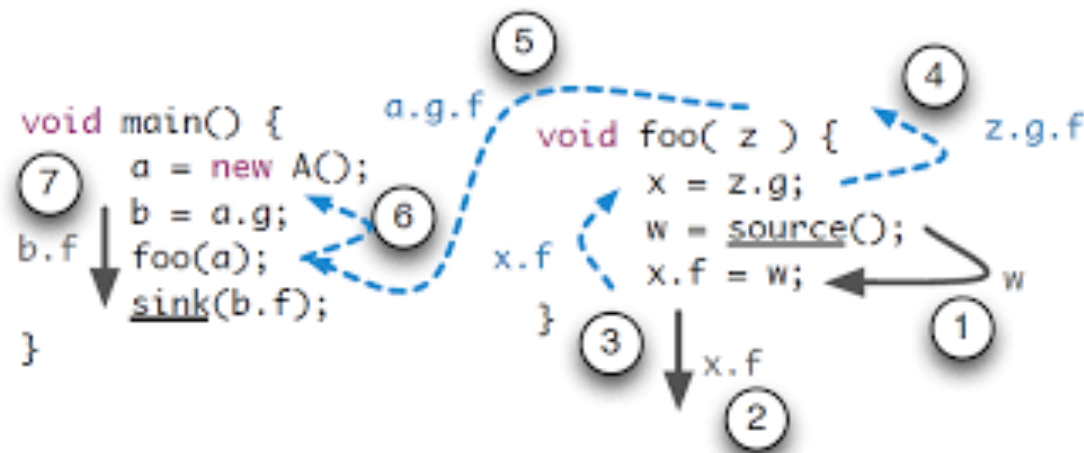 5
4
a.g.f
z.g.f
void main() {
a = new A();
b = a.g;
foo(a);
sink(b.f);
}
7
b.f
6
void foo( z ) {
x = z.g;
w = source();
x.f = w;
}
x.f
w
1
3
x.f
2